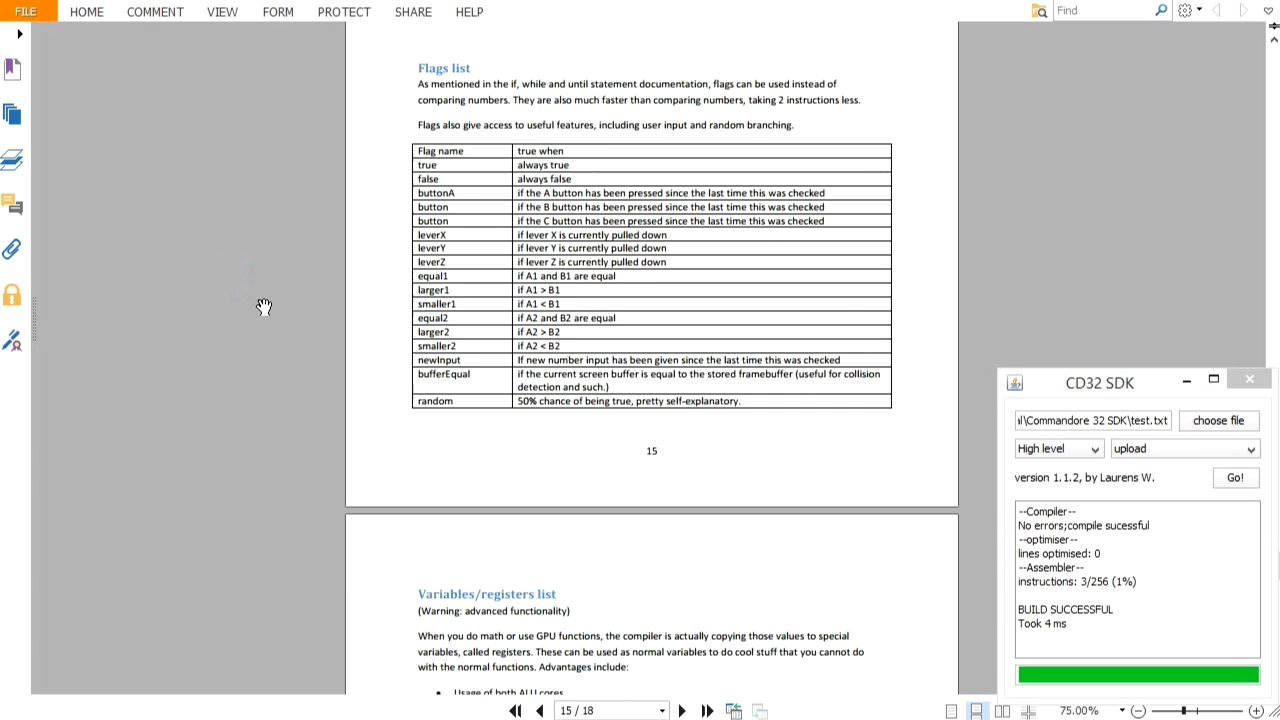 FILE HOME COMMENT VIEW FORM PROTECT SHARE HELP Find
Flags list
As mentioned in the if, while and until statement documentation, flags can be used instead of
comparing numbers. They are also much faster than comparing numbers, taking 2 instructions less.
Flags also give access to useful features, including user input and random branching.
Flag name true when
true always true
false always false
buttonA if the A button has been pressed since the last time this was checked
button if the B button has been pressed since the last time this was checked
button if the C button has been pressed since the last time this was checked
leverX if lever X is currently pulled down
leverY if lever Y is currently pulled down
leverZ if lever Z is currently pulled down
equal1 if A1 and B1 are equal
larger1 if A1 > B1
smaller1 if A1 < B1
equal2 if A2 and B2 are equal
larger2 if A2 > B2
smaller2 if A2 < B2
newInput If new number input has been given since the last time this was checked
bufferEqual if the current screen buffer is equal to the stored framebuffer (useful for collision
detection and such.)
random 50% chance of being true, pretty self-explanatory.
15
Variables/registers list
(Warning: advanced functionality)
When you do math or use GPU functions, the compiler is actually copying those values to special
variables, called registers. These can be used as normal variables to do cool stuff that you cannot do
with the normal functions. Advantages include:
• Usage of both ALU cores
CD32 SDK
l\Commandore 32 SDK\test.txt choose file
High level upload
version 1.1.2, by Laurens W. Go!
--Compiler--
No errors;compile sucessful
--optimiser--
lines optimised: 0
--Assembler--
instructions: 3/256 (1%)
BUILD SUCCESSFUL
Took 4 ms
15 / 18 75.00%